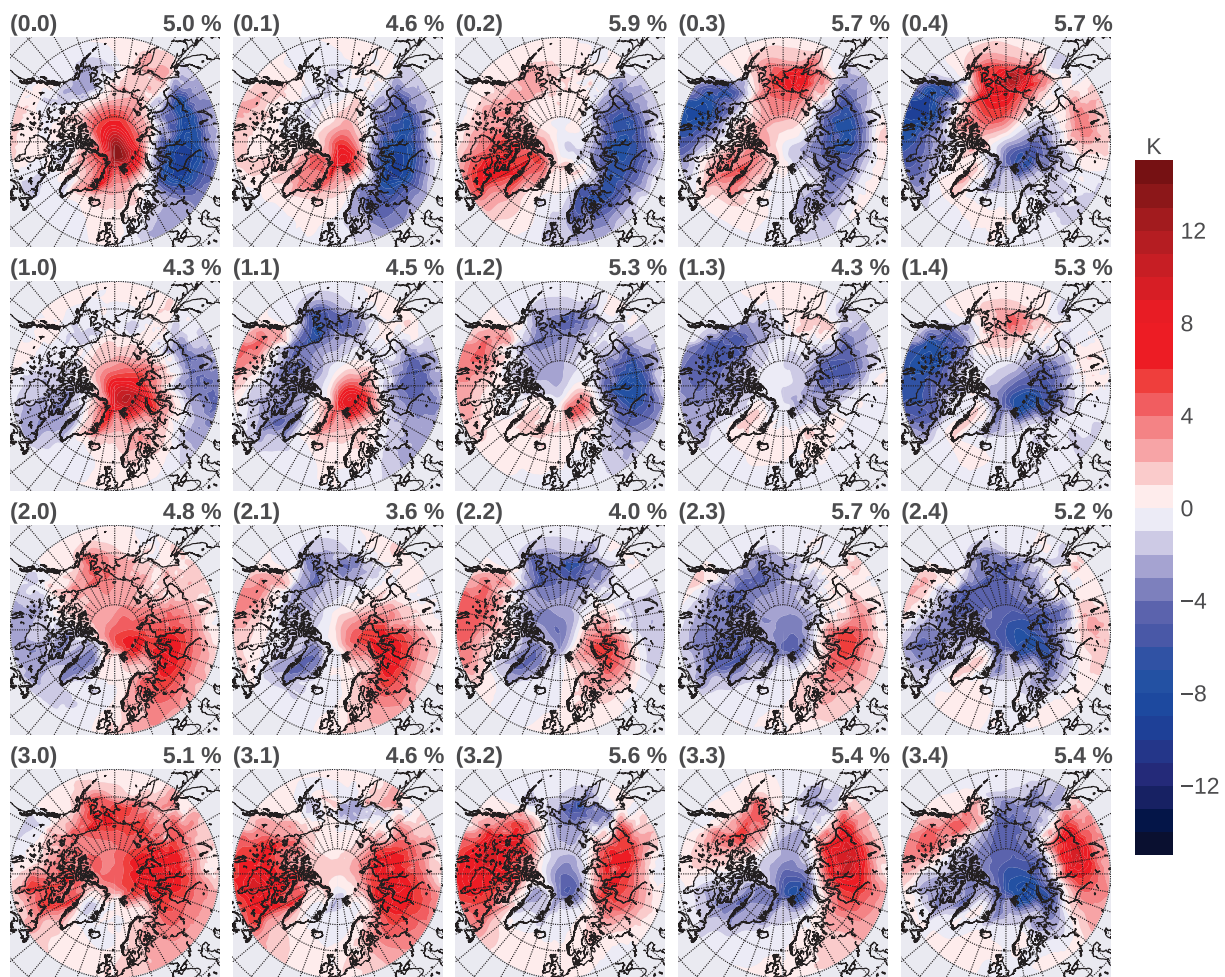 (0.0) 5.0 % (0.1) 4.6 % (0.2) 5.9 % (0.3) 5.7 % (0.4) 5.7 %
K
12
8
4
0
−4
−8
−12
(1.0) 4.3 % (1.1) 4.5 % (1.2) 5.3 % (1.3) 4.3 % (1.4) 5.3 %
(2.0) 4.8 % (2.1) 3.6 % (2.2) 4.0 % (2.3) 5.7 % (2.4) 5.2 %
(3.0) 5.1 % (3.1) 4.6 % (3.2) 5.6 % (3.3) 5.4 % (3.4) 5.4 %